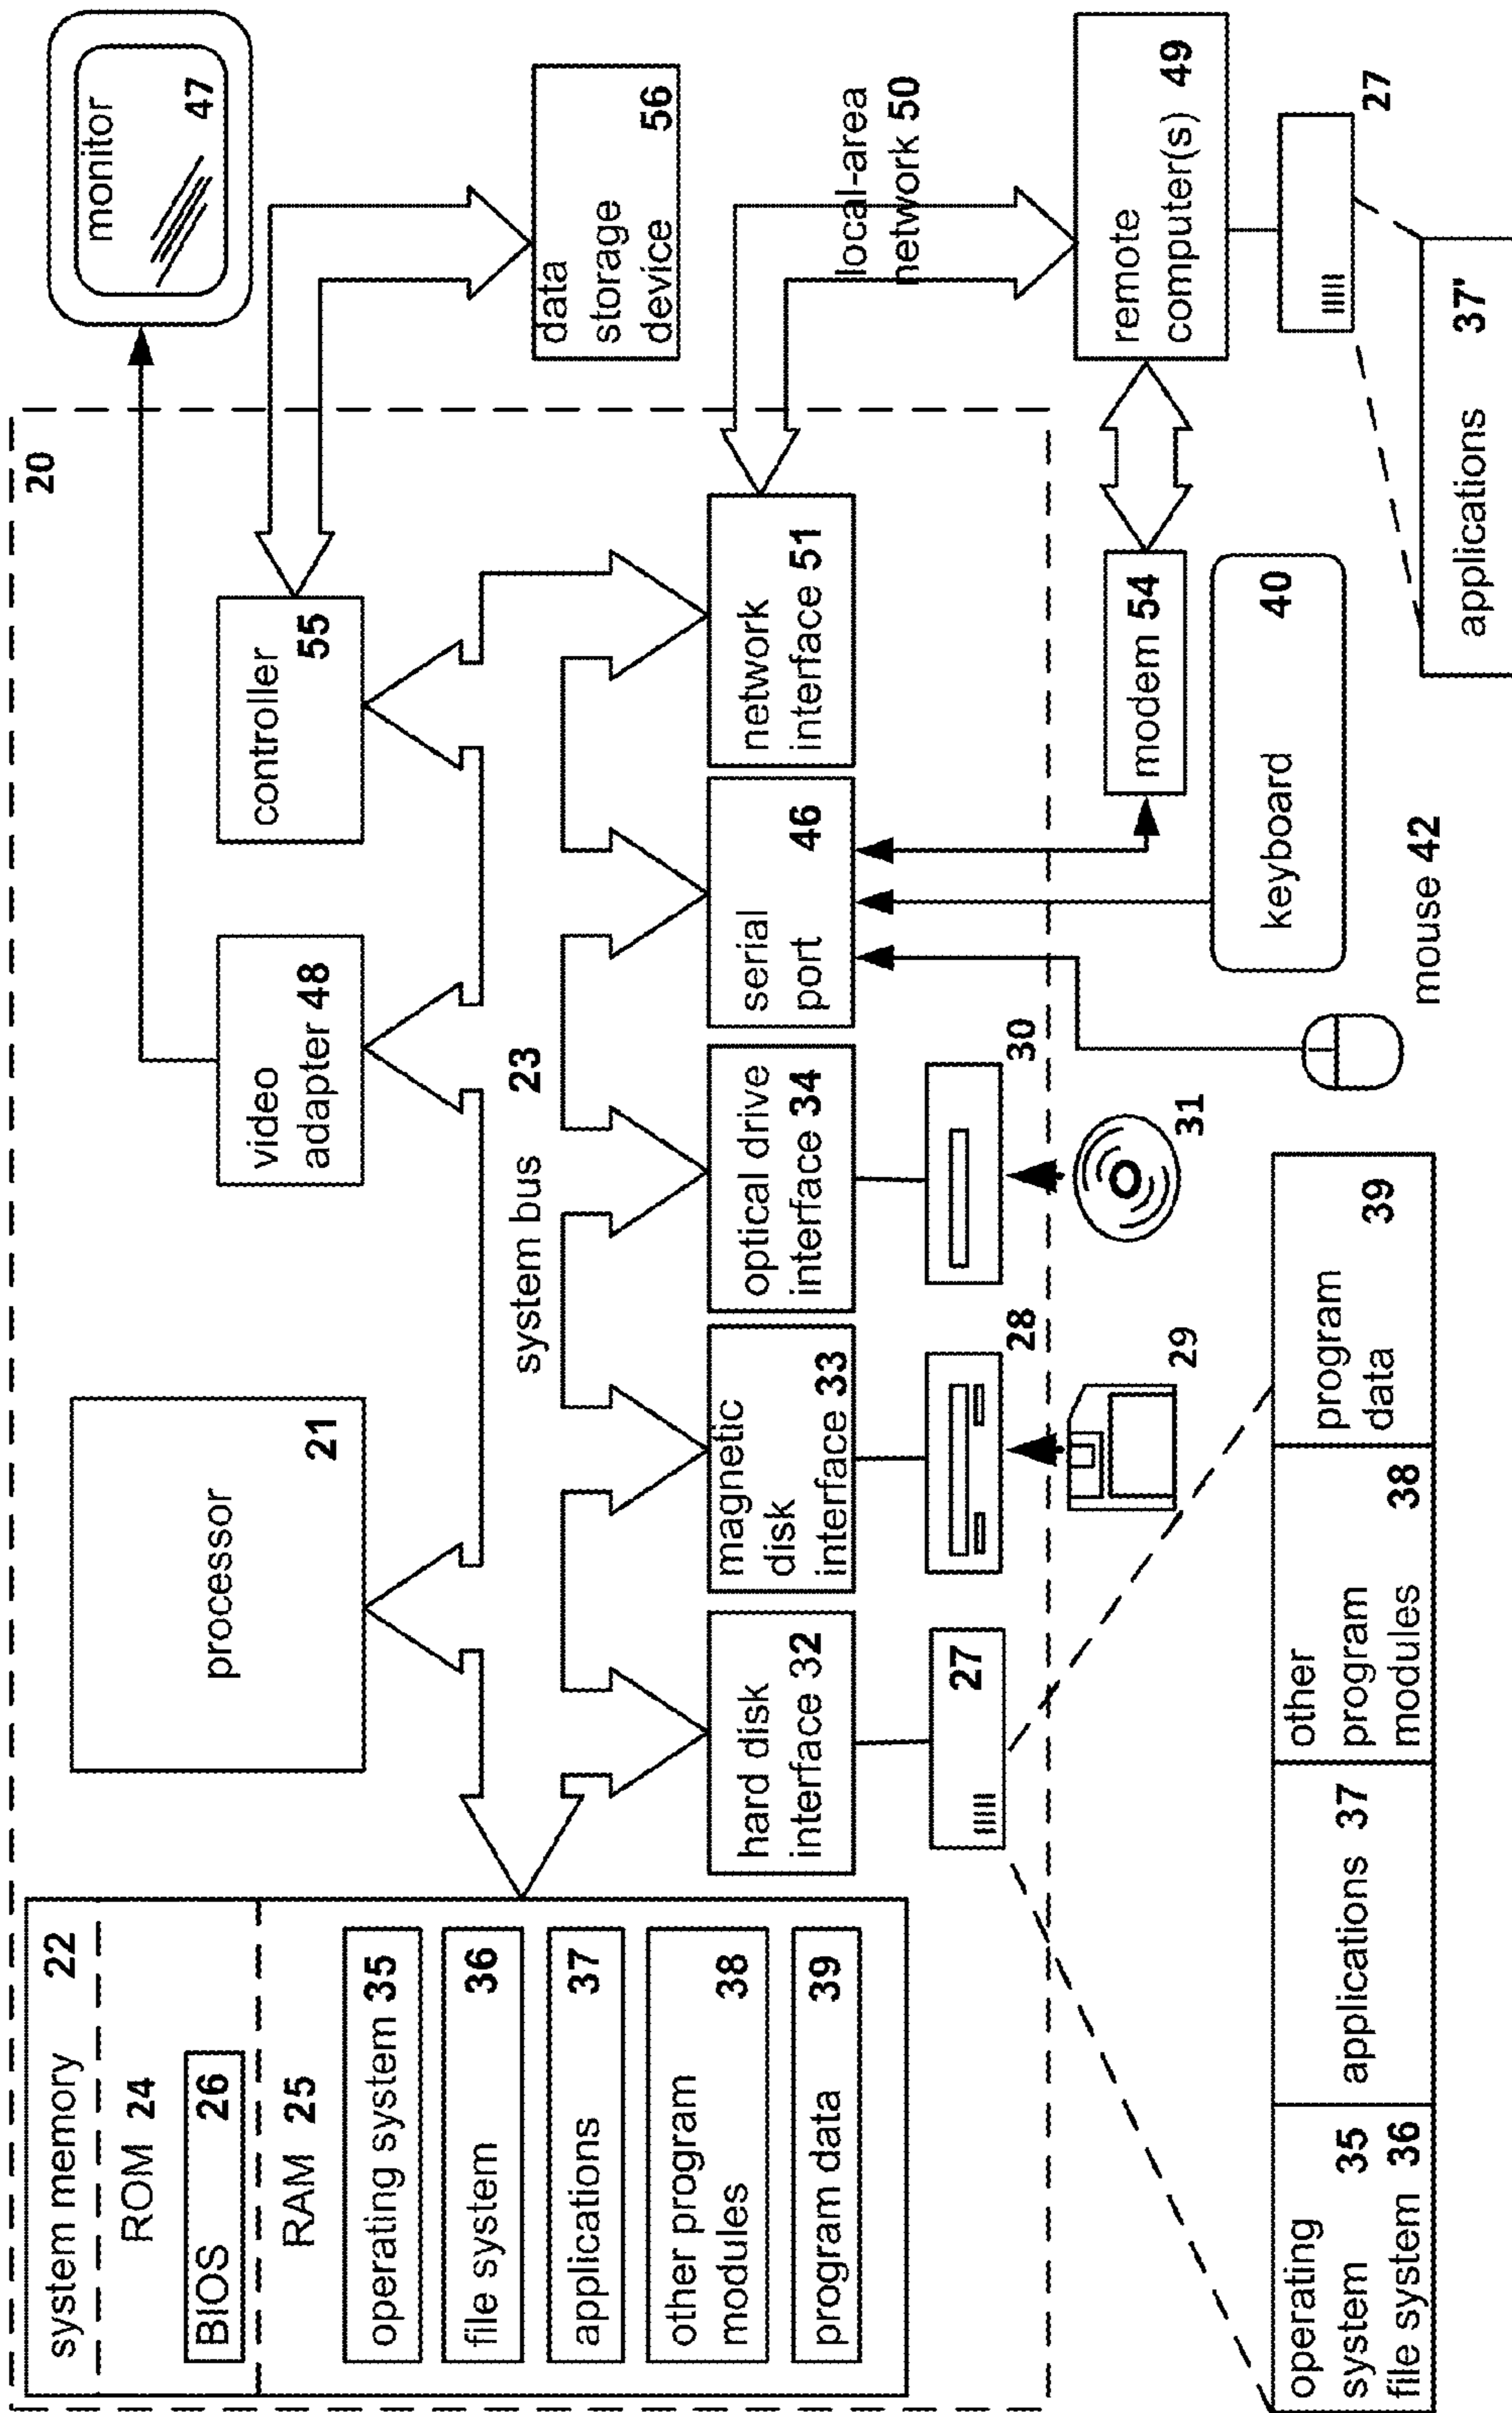 20
system memory 22
ROM 24
BIOS 26
RAM 25
operating system 35
file system 36
applications 37
other program
modules 38
program data 39
processor
21
video
adapter 48
controller
55
monitor
47
system bus 23
data
storage
device 56
hard disk
interface 32
magnetic
disk
interface 33
optical drive
interface 34
serial
port 46
network
interface 51
local-area
network 50
27
28
30
29
31
modem 54
remote
computer(s) 49
keyboard 40
mouse 42
27
operating
system 35
file system 36
applications 37
other
program
modules 38
program
data 39
applications 37'